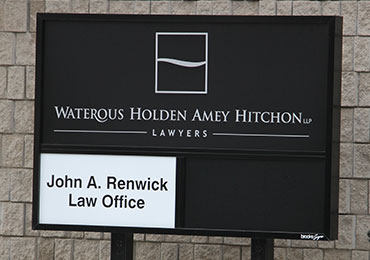 WATEROUS HOLDEN AMEY HITCHON LLP
LAWYERS
John A. Renwick
Law Office